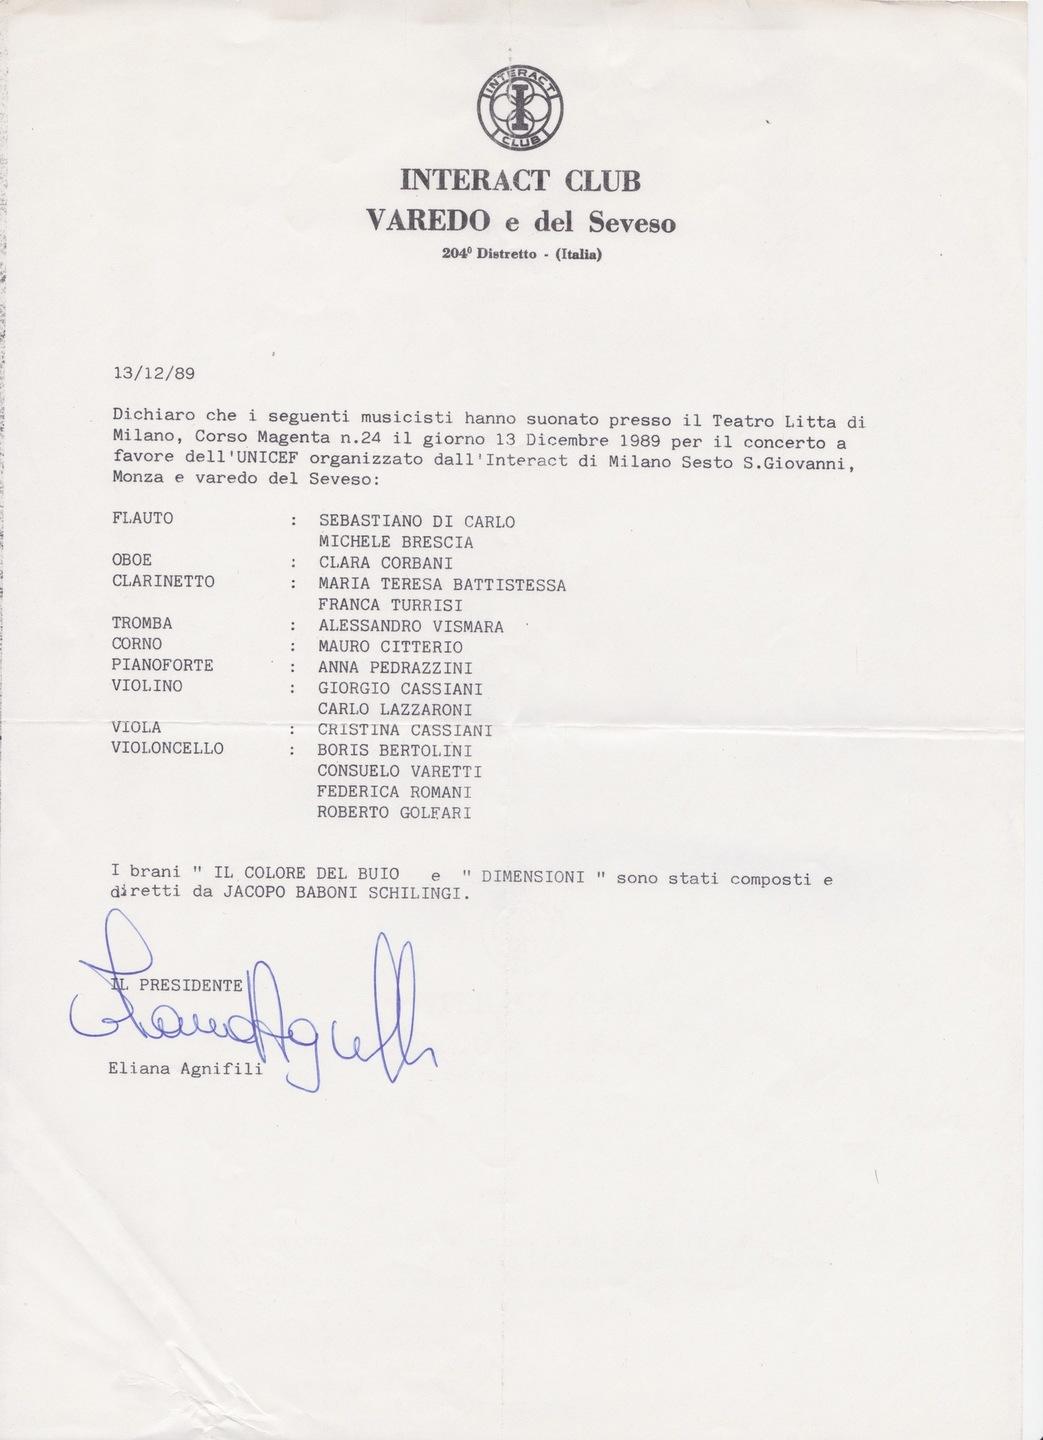 INTERACT
I
CLUB
INTERACT CLUB
VAREDO e del Seveso
204⁰ Distretto - (Italia)
13/12/89
Dichiaro che i seguenti musicisti hanno suonato presso il Teatro Litta di
Milano, Corso Magenta n.24 il giorno 13 Dicembre 1989 per il concerto a
favore dell'UNICEF organizzato dall'Interact di Milano Sesto S.Giovanni,
Monza e varedo del Seveso:
FLAUTO : SEBASTIANO DI CARLO
MICHELE BRESCIA
OBOE : CLARA CORBANI
CLARINETTO : MARIA TERESA BATTISTESSA
FRANCA TURRISI
TROMBA : ALESSANDRO VISMARA
CORNO : MAURO CITTERIO
PIANOFORTE : ANNA PEDRAZZINI
VIOLINO : GIORGIO CASSIANI
CARLO LAZZARONI
VIOLA : CRISTINA CASSIANI
VIOLONCELLO : BORIS BERTOLINI
CONSUELO VARETTI
FEDERICA ROMANI
ROBERTO GOLFARI
I brani " IL COLORE DEL BUIO e " DIMENSIONI " sono stati composti e
diretti da JACOPO BABONI SCHILINGI.
IL PRESIDENTE
Eliana Agnifili